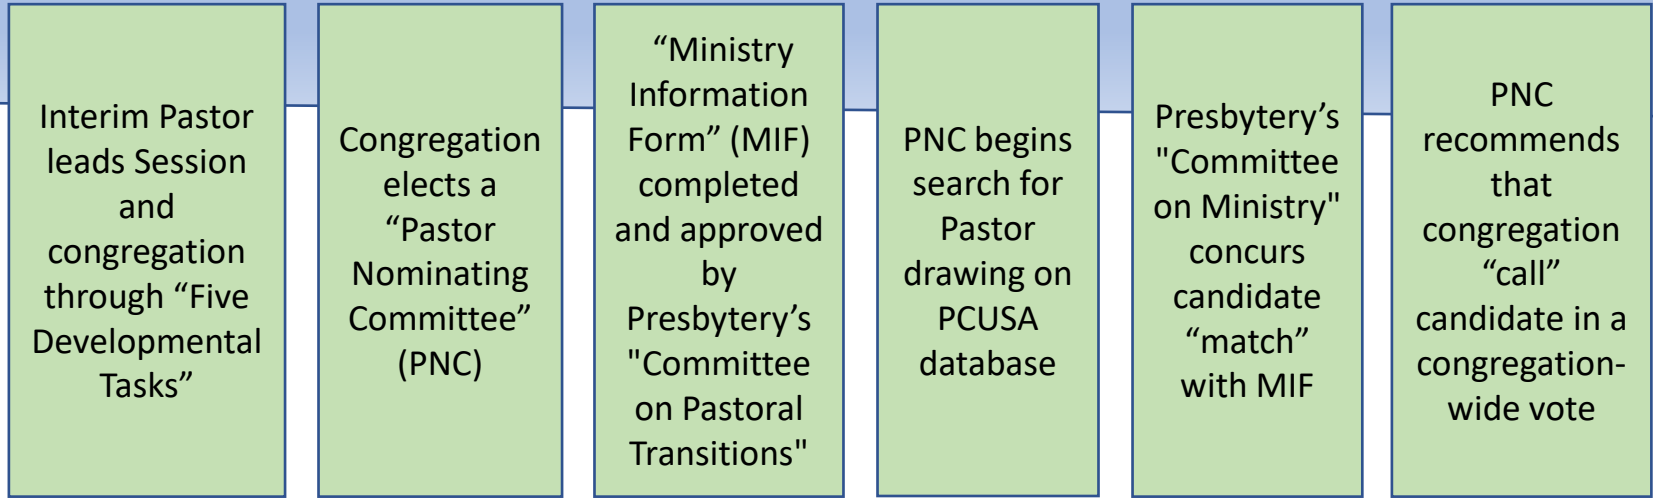 Interim Pastor
leads Session
and
congregation
through “Five
Developmental
Tasks”
Congregation
elects a
“Pastor
Nominating
Committee”
(PNC)
“Ministry
Information
Form” (MIF)
completed
and approved
by
Presbytery’s
"Committee
on Pastoral
Transitions"
PNC begins
search for
Pastor
drawing on
PCUSA
database
Presbytery’s
"Committee
on Ministry"
concurs
candidate
“match”
with MIF
PNC
recommends
that
congregation
“call”
candidate in a
congregation-
wide vote